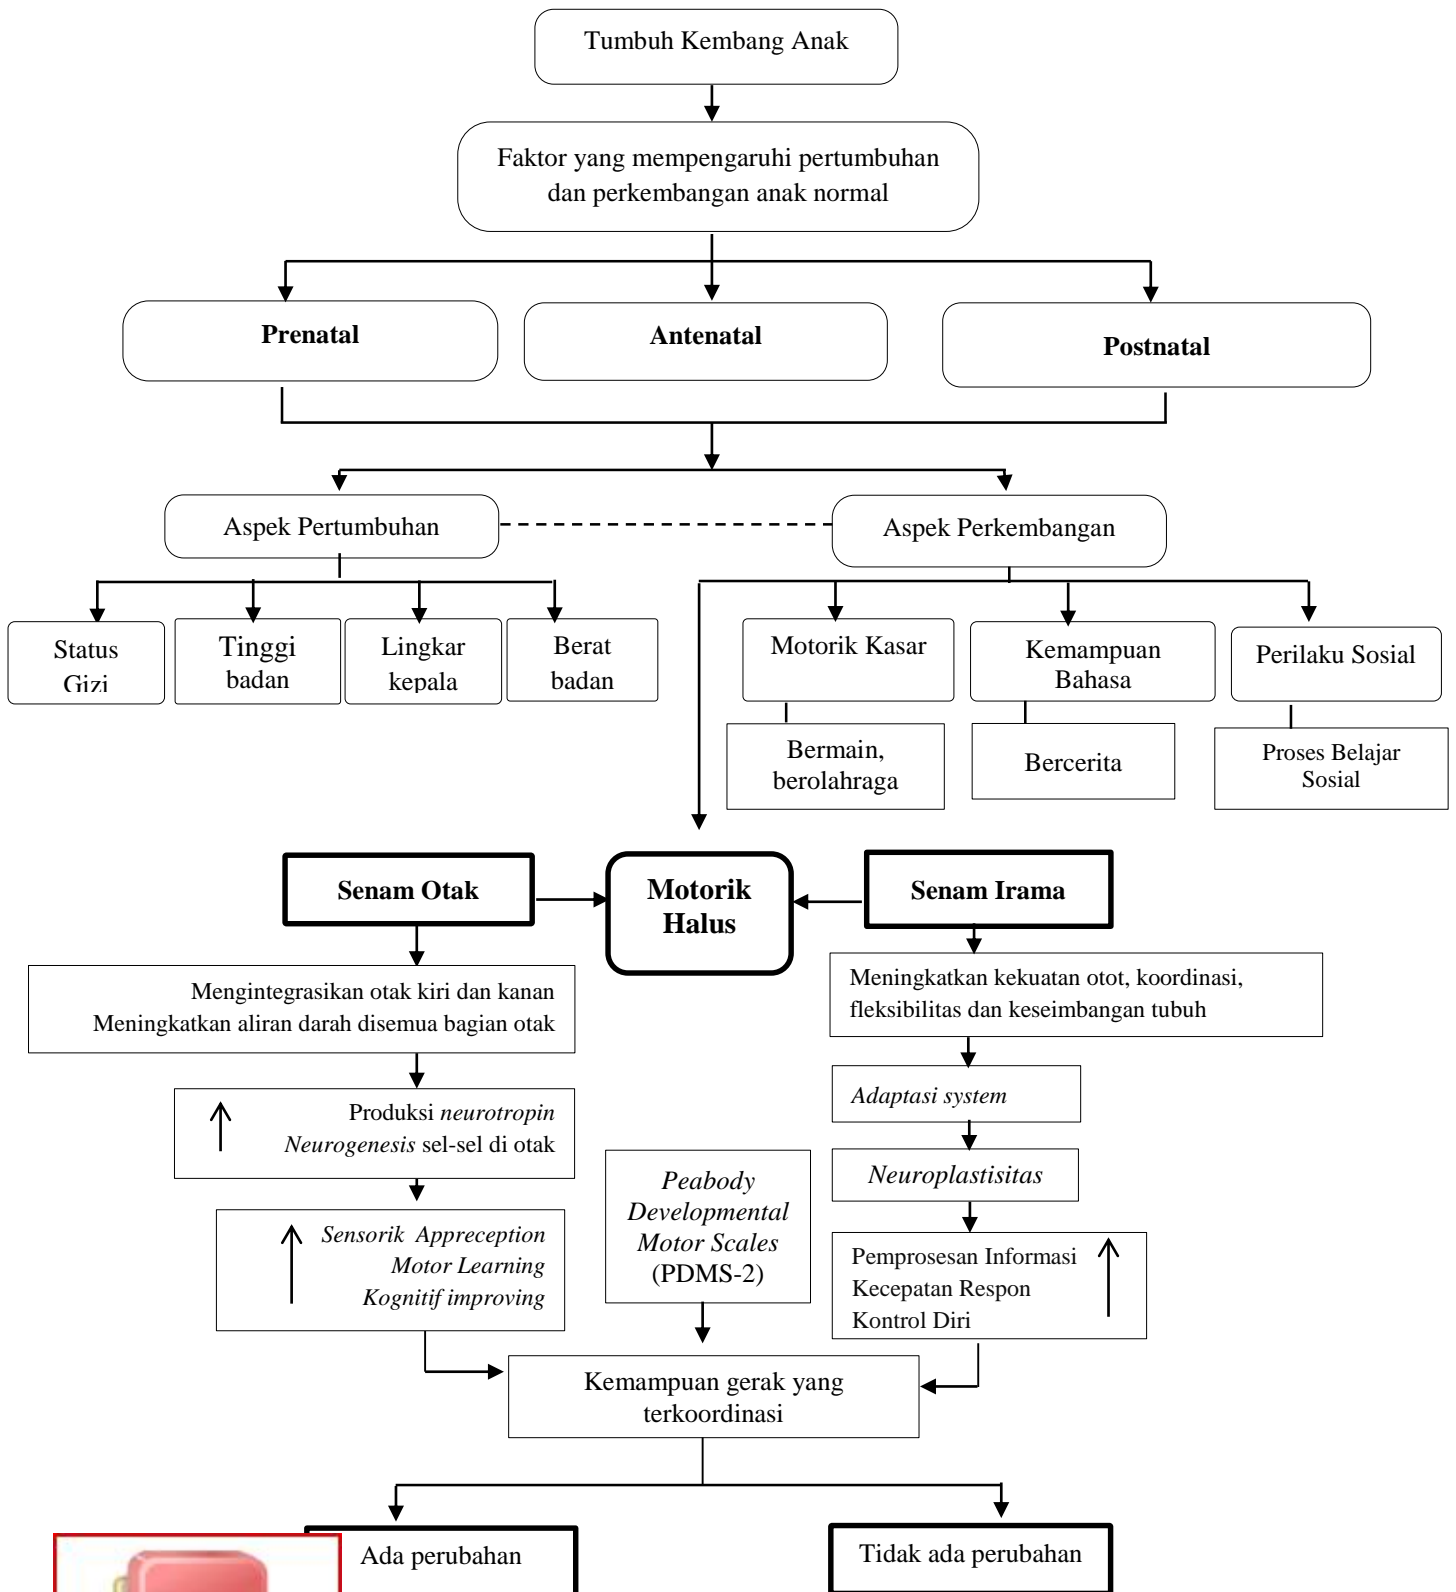 Tumbuh Kembang Anak
Faktor yang mempengaruhi pertumbuhan
dan perkembangan anak normal
Prenatal
Antenatal
Postnatal
Aspek Pertumbuhan
Aspek Perkembangan
Status
Gizi
Tinggi
badan
Lingkar
kepala
Berat
badan
Motorik Kasar
Kemampuan
Bahasa
Perilaku Sosial
Bermain,
berolahraga
Bercerita
Proses Belajar
Sosial
Senam Otak
Motorik
Halus
Senam Irama
Mengintegrasikan otak kiri dan kanan
Meningkatkan aliran darah disemua bagian otak
Meningkatkan kekuatan otot, koordinasi,
fleksibilitas dan keseimbangan tubuh
Produksi neurotropin
Neurogenesis sel-sel di otak
Adaptasi system
Neuroplastisitas
Peabody
Developmental
Motor Scales
(PDMS-2)
Sensorik Appreception
Motor Learning
Kognitif improving
Pemprosesan Informasi
Kecepatan Respon
Kontrol Diri
Kemampuan gerak yang
terkoordinasi
Ada perubahan
Tidak ada perubahan